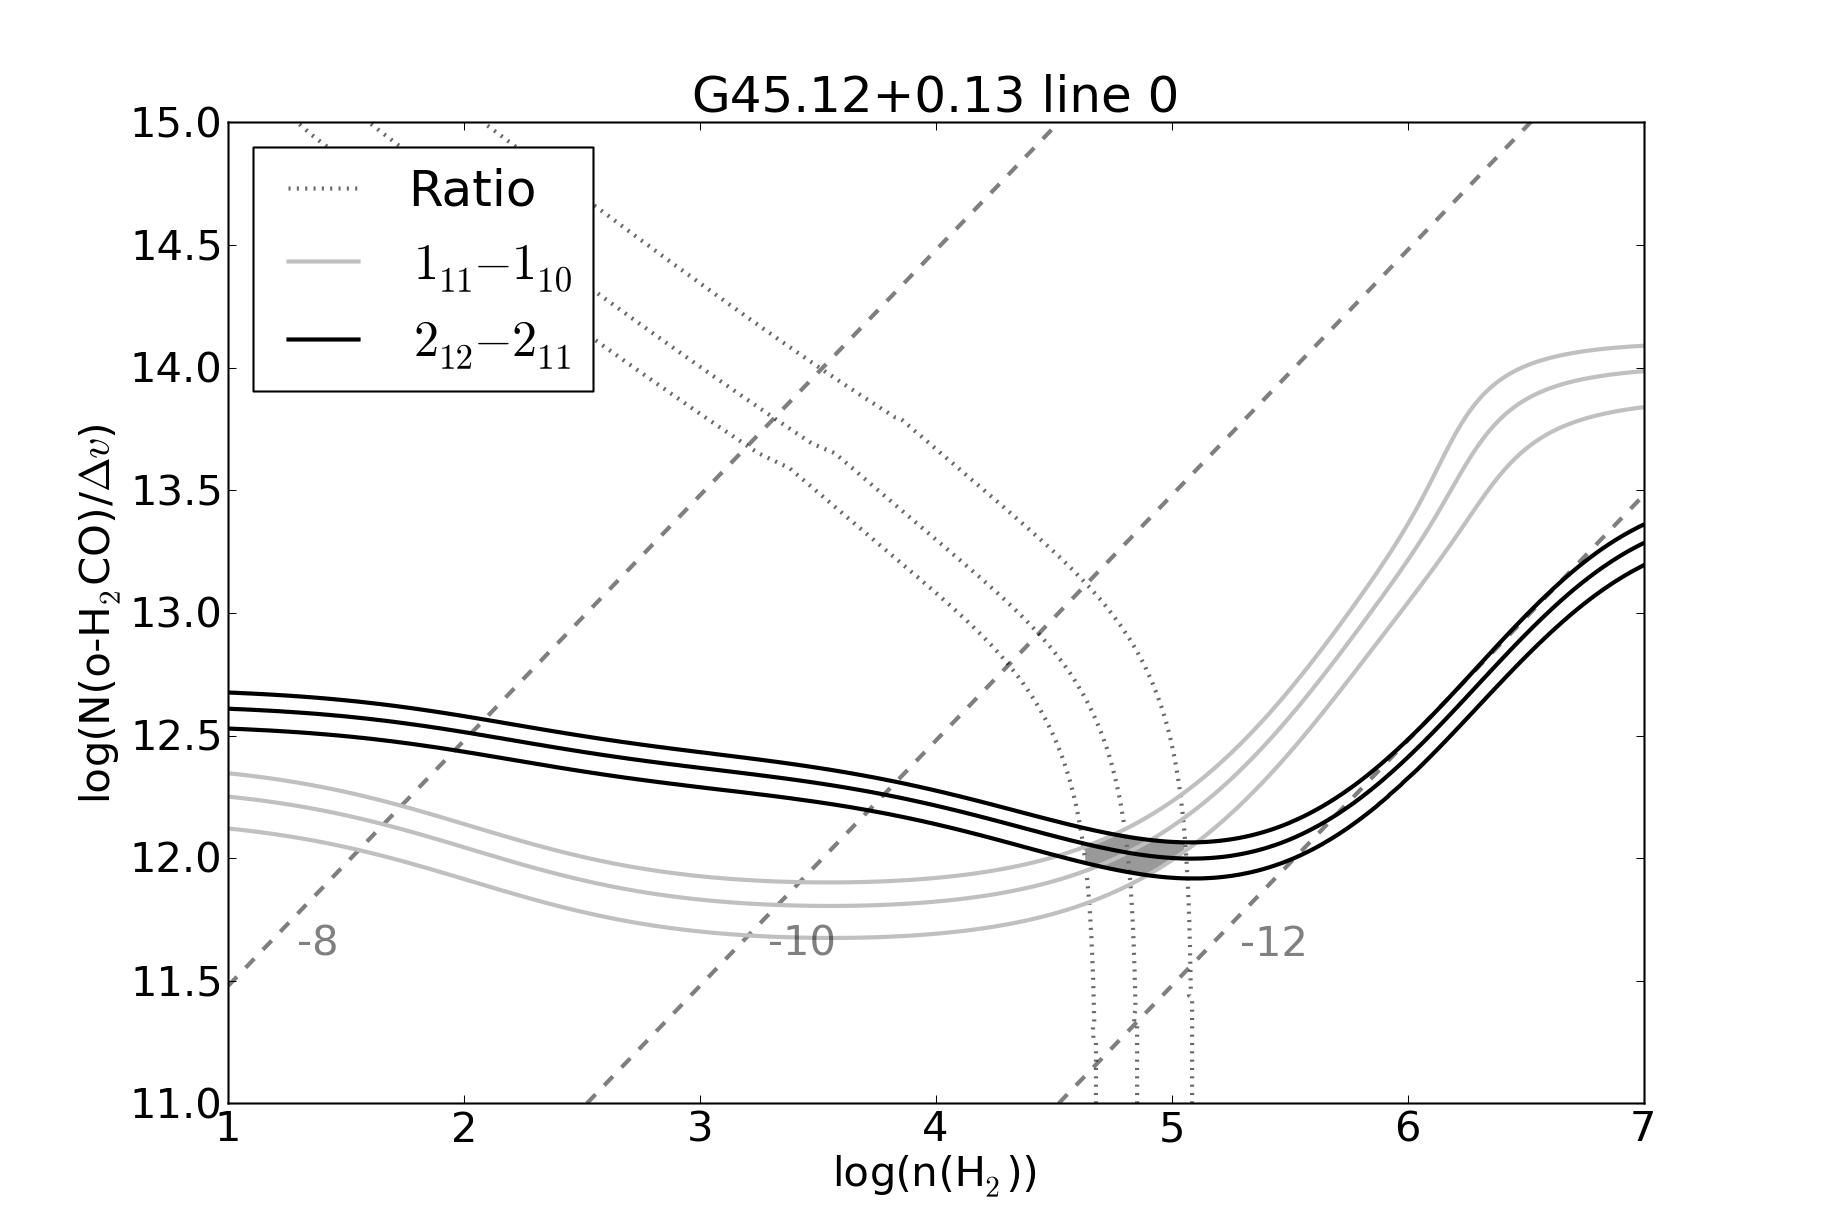 G45.12+0.13 line 0
15.0
14.5
14.0
13.5
13.0
12.5
12.0
11.5
11.0
log(N(o-H₂CO)/Δv)
Ratio
1₁₁−1₁₀
2₁₂−2₁₁
-8
-10
-12
1 2 3 4 5 6 7
log(n(H₂))